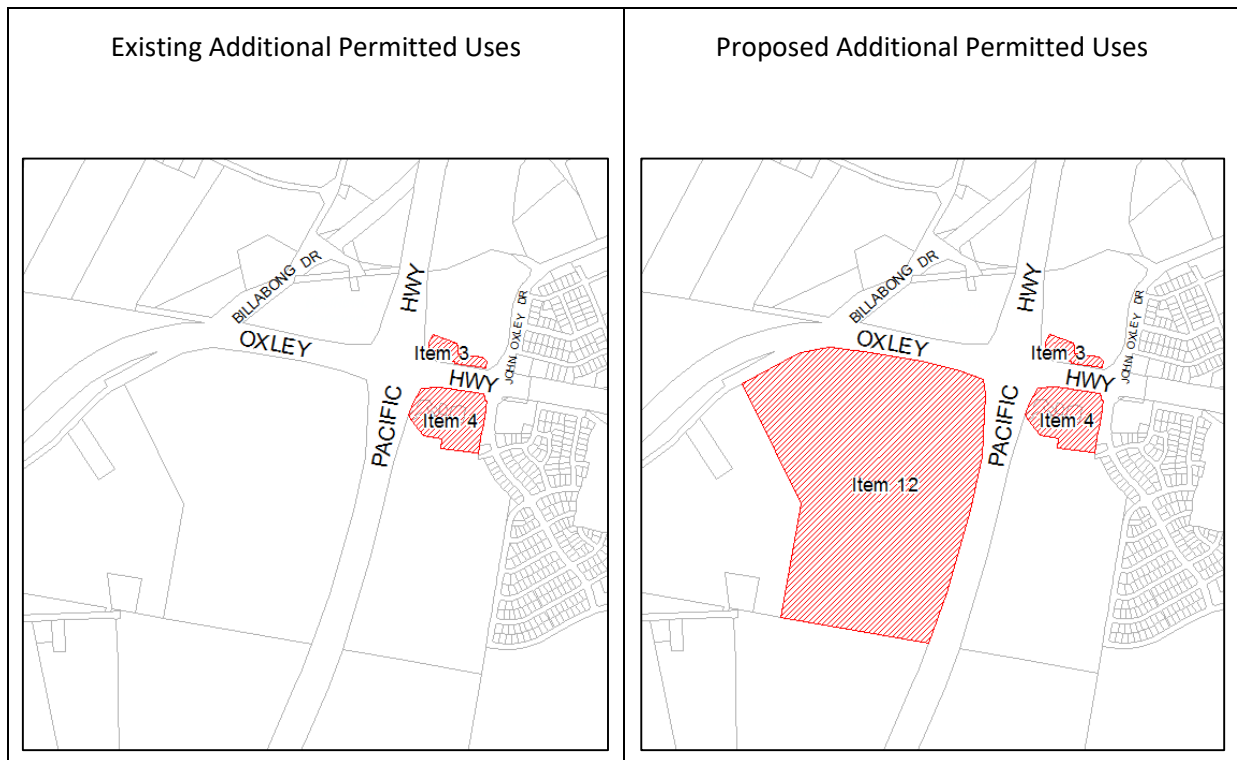 Existing Additional Permitted Uses
BILLABONG DR
HWY
OXLEY
Item 3
JOHN OXLEY DR
HWY
PACIFIC
Item 4
Proposed Additional Permitted Uses
BILLABONG DR
HWY
OXLEY
Item 3
JOHN OXLEY DR
HWY
PACIFIC
Item 4
Item 12